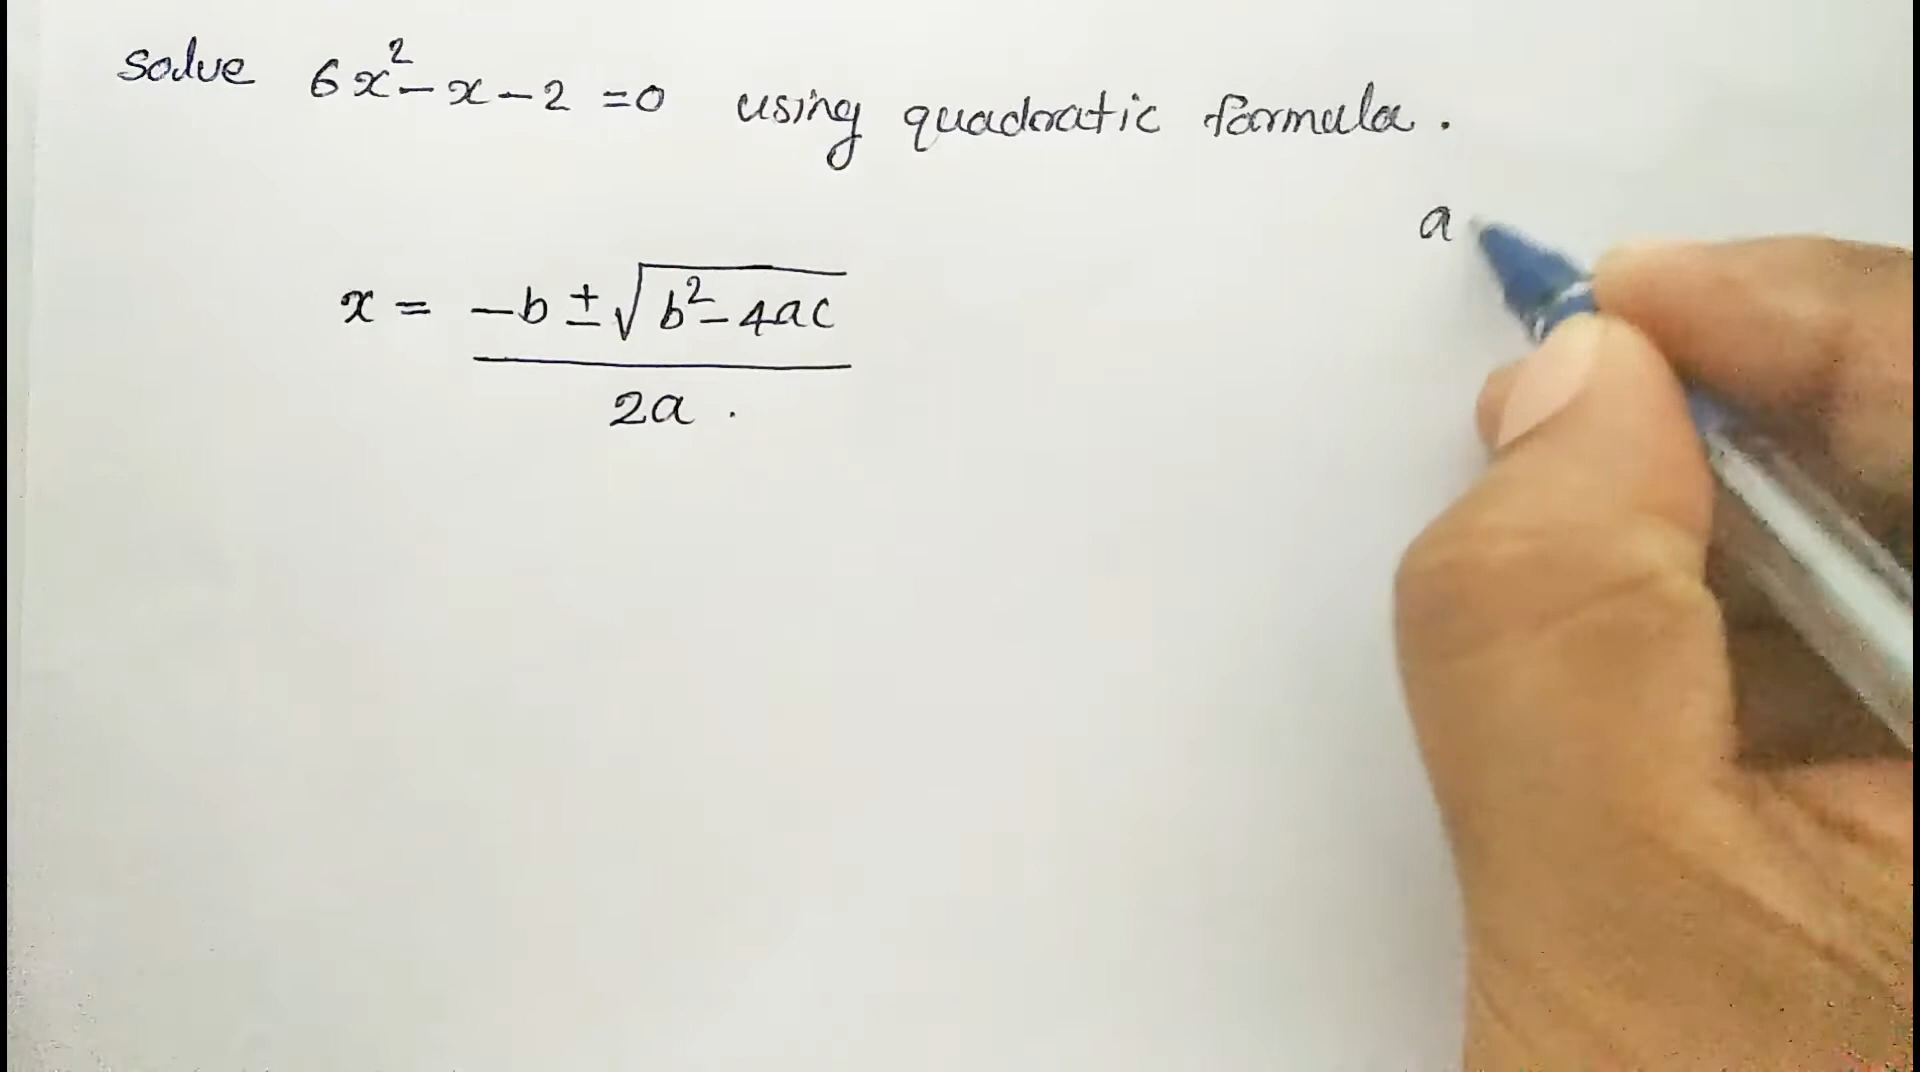 Solve 6x² - x - 2 = 0 using quadratic formula.
a
x = -b ± √(b² - 4ac)
2a .